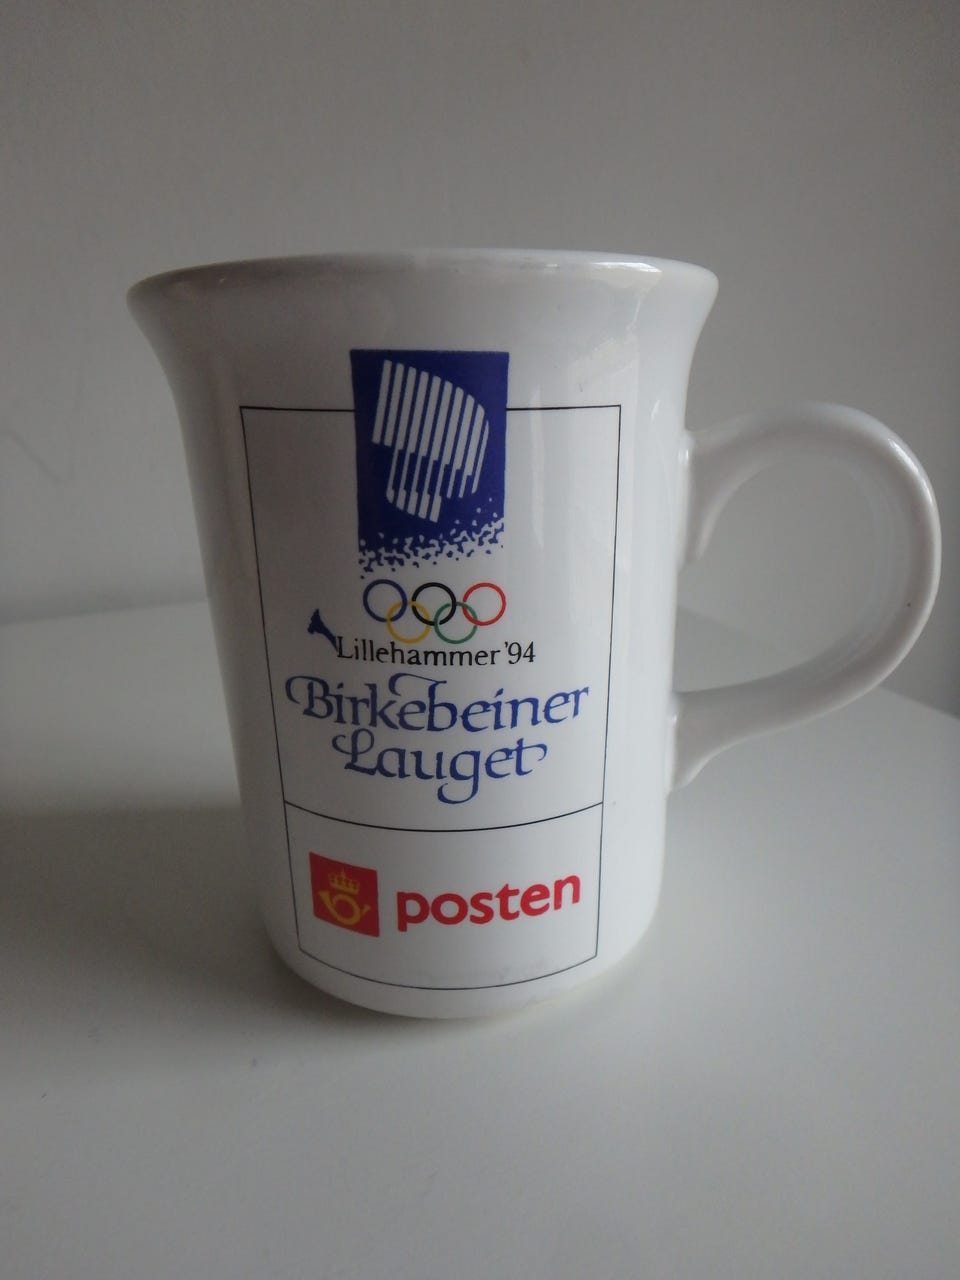 Lillehammer '94
Birkebeiner
Lauget
posten